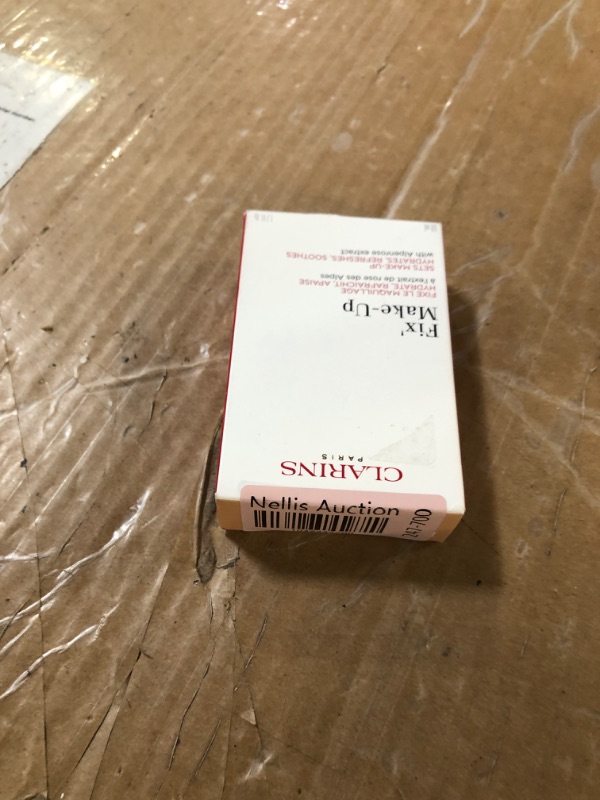 CLARINS
PARIS
Fix'
Make-Up
FIXE LE MAQUILLAGE
HYDRATE, RAFRAÎCHIT, APAISE
à l'extrait de rose des Alpes
SETS MAKE-UP
HYDRATES, REFRESHES, SOOTHES
with Alpenrose extract
Nellis Auction